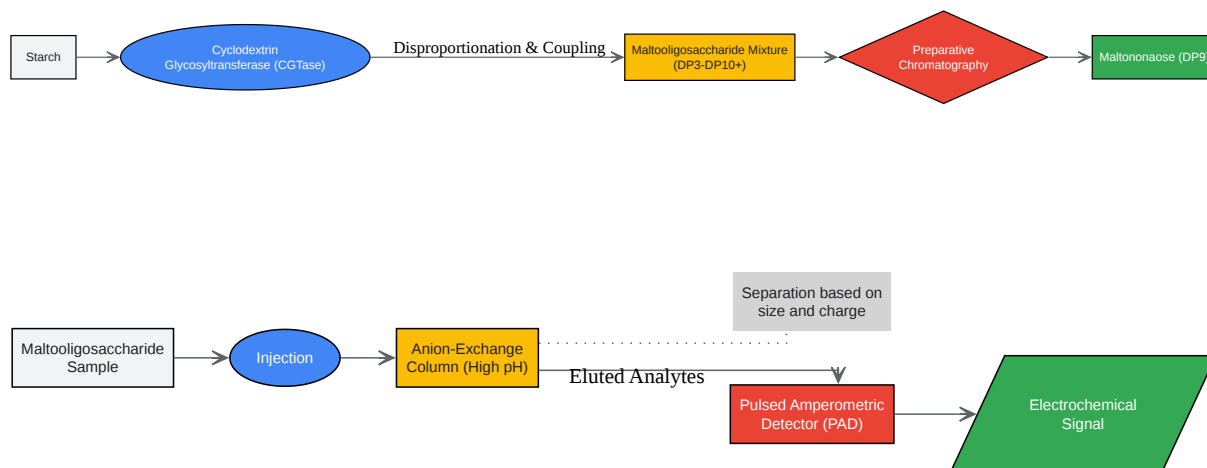 Starch
Cyclodextrin
Glycosyltransferase (CGTase)
Disproportionation & Coupling
Maltooligosaccharide Mixture
(DP3-DP10+)
Preparative
Chromatography
Maltononaose (DP9)
Separation based on
size and charge
Maltooligosaccharide
Sample
Injection
Anion-Exchange
Column (High pH)
Eluted Analytes
Pulsed Amperometric
Detector (PAD)
Electrochemical
Signal